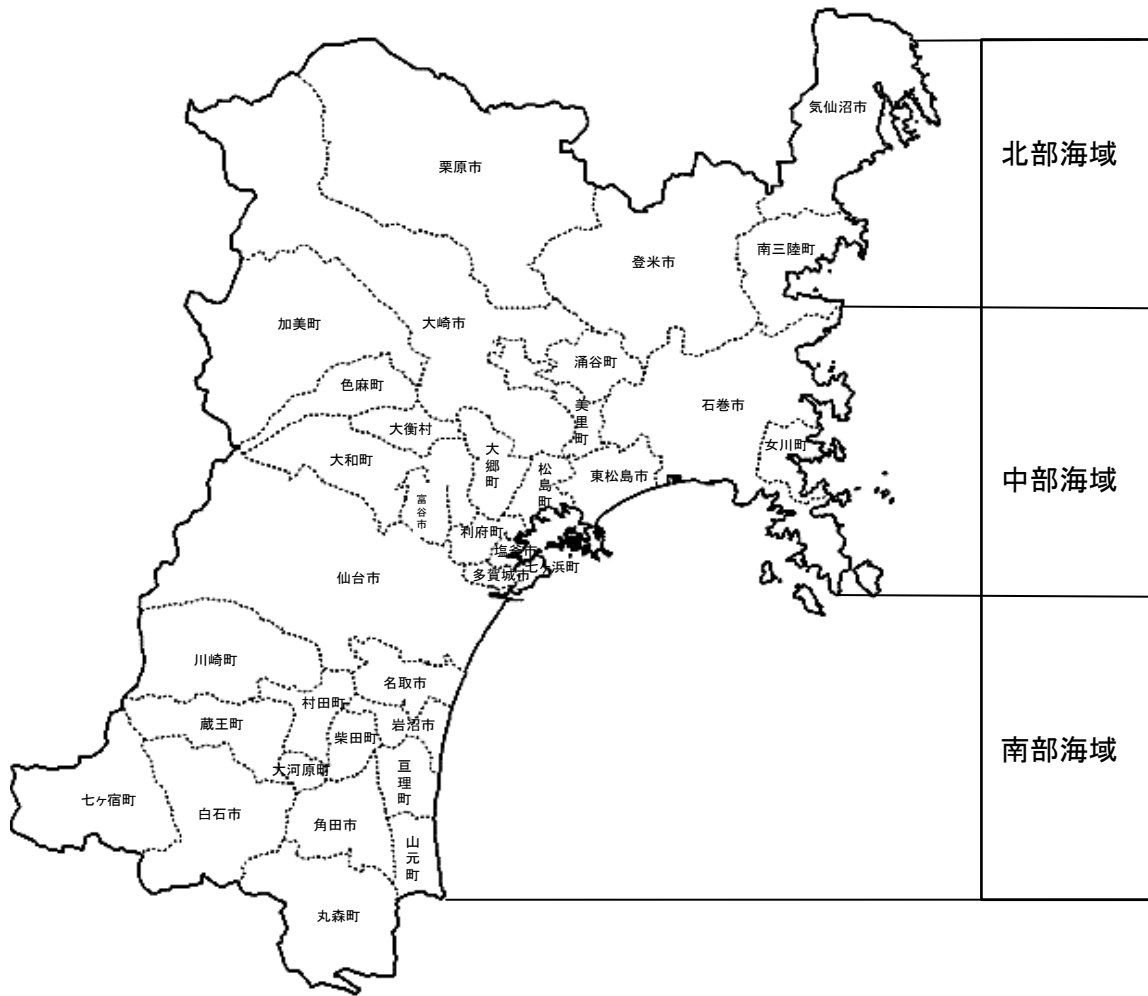 気仙沼市
北部海域
栗原市
南三陸町
登米市
加美町
大崎市
涌谷町
色麻町
石巻市
美里町
大衡村
女川町
大郷町
大和町
松島町
東松島市
中部海域
富谷市
利府町
塩釜市
七ヶ浜町
多賀城市
仙台市
川崎町
名取市
村田町
蔵王町
岩沼市
柴田町
南部海域
大河原町
亘理町
七ヶ宿町
白石市
角田市
山元町
丸森町